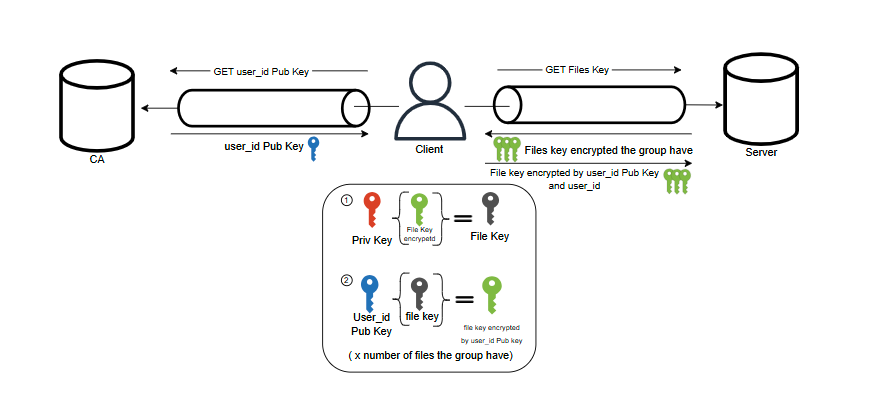 GET user_id Pub Key
GET Files Key
CA
user_id Pub Key
Client
Files key encrypted the group have
Server
File key encrypted by user_id Pub Key
and user_id
1
Priv Key
File Key
encrypetd
=
File Key
2
User_id
Pub Key
file key
=
file key encrypted
by user_id Pub key
( x number of files the group have)